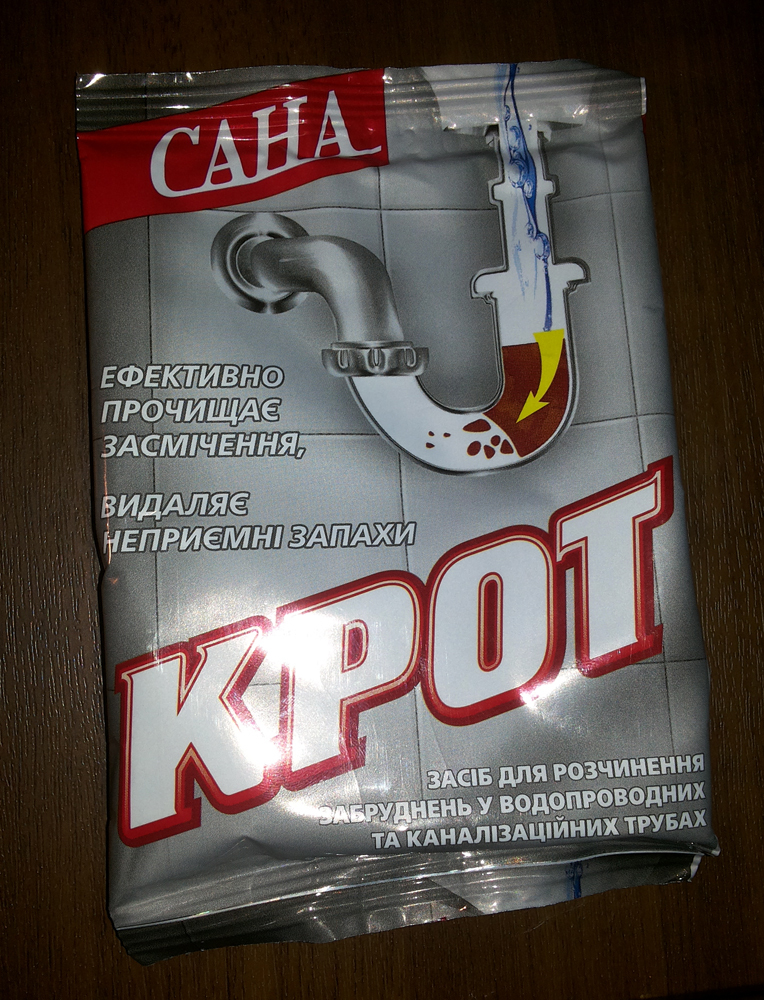 САНА
ЕФЕКТИВНО
ПРОЧИЩАЄ
ЗАСМІЧЕННЯ,
ВИДАЛЯЄ
НЕПРИЄМНІ ЗАПАХИ
КРОТ
ЗАСІБ ДЛЯ РОЗЧИНЕННЯ
ЗАБРУДНЕНЬ У ВОДОПРОВОДНИХ
ТА КАНАЛІЗАЦІЙНИХ ТРУБАХ